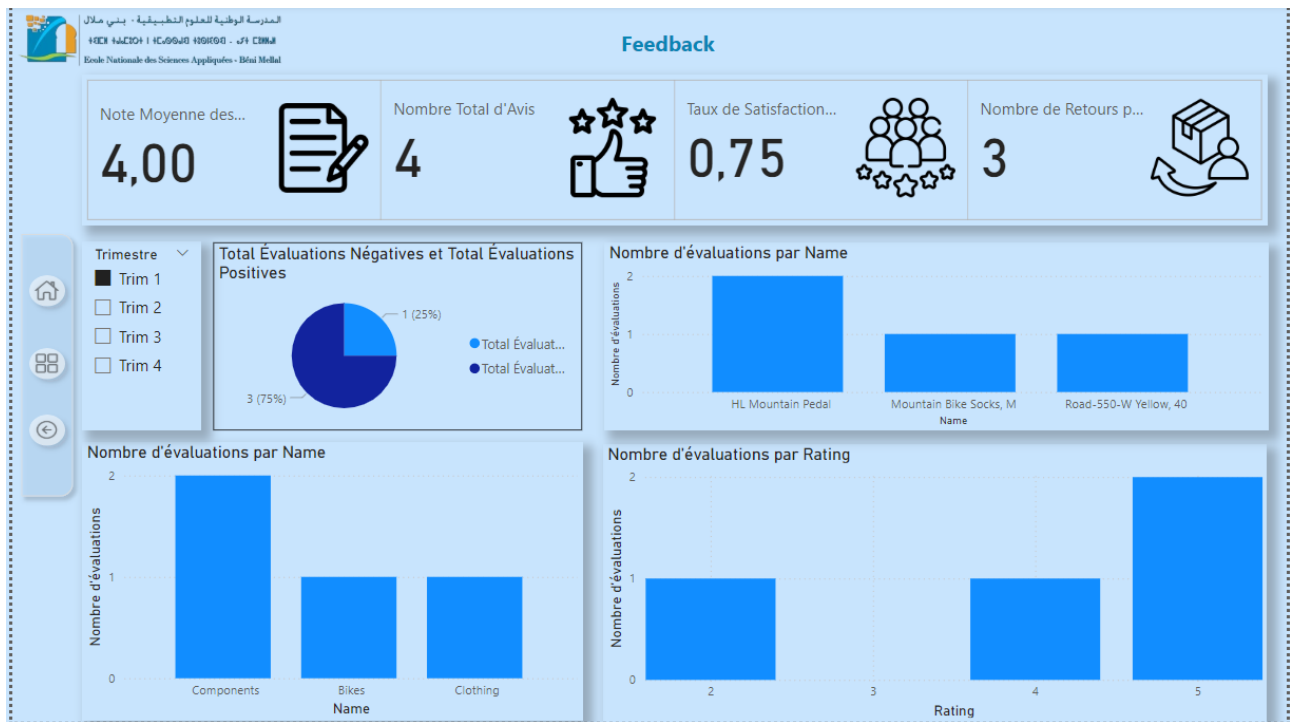 المدرسة الوطنية للعلوم التطبيقية - بني ملال
Ecole Nationale des Sciences Appliquées - Béni Mellal
Feedback
Note Moyenne des...
4,00
Nombre Total d'Avis
4
Taux de Satisfaction...
0,75
Nombre de Retours p...
3
Trimestre
Trim 1
Trim 2
Trim 3
Trim 4
Total Évaluations Négatives et Total Évaluations
Positives
1 (25%)
3 (75%)
Total Évaluat...
Total Évaluat...
Nombre d'évaluations par Name
Nombre d'évaluations
2
1
0
HL Mountain Pedal
Mountain Bike Socks, M
Road-550-W Yellow, 40
Name
Nombre d'évaluations par Name
Nombre d'évaluations
2
1
0
Components
Bikes
Clothing
Name
Nombre d'évaluations par Rating
Nombre d'évaluations
2
1
0
2
3
4
5
Rating